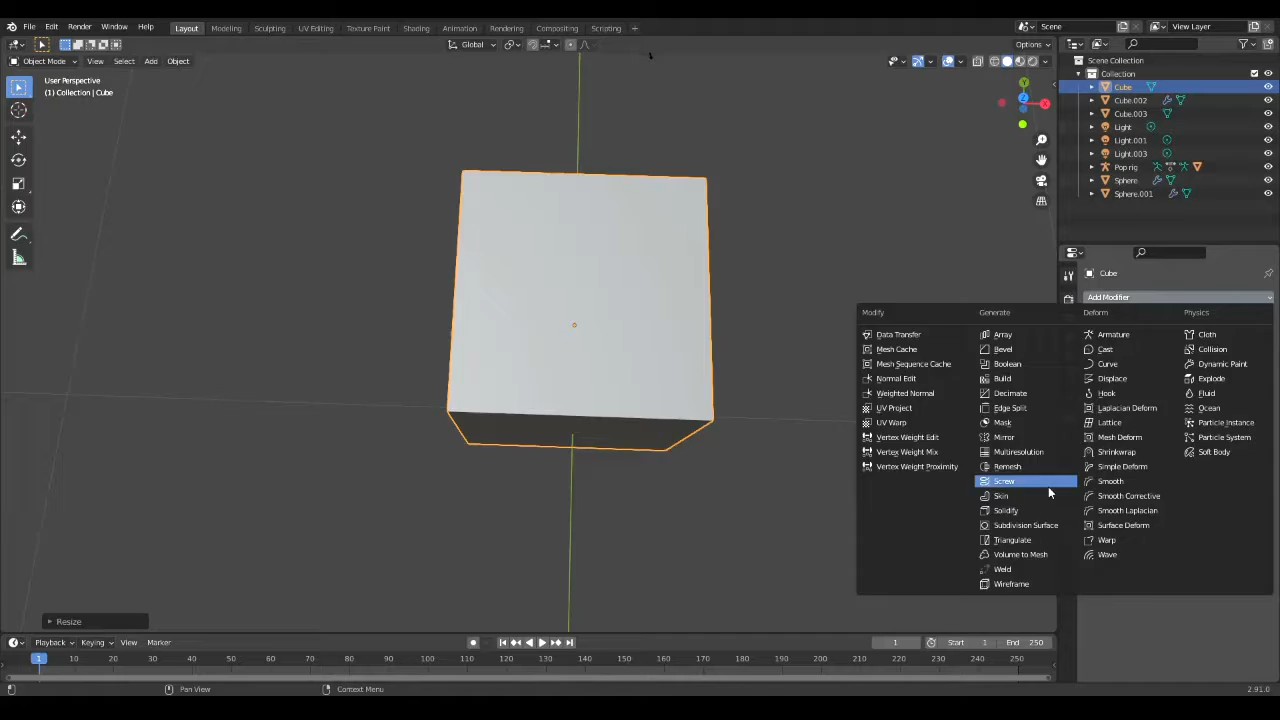 File Edit Render Window Help Layout Modeling Sculpting UV Editing Texture Paint Shading Animation Rendering Compositing Scripting + Scene View Layer
Global Options
Object Mode View Select Add Object
User Perspective
(1) Collection | Cube
Scene Collection
Collection
Cube
Cube.002
Cube.003
Light
Light.001
Light.003
Pop rig
Sphere
Sphere.001
Cube
Add Modifier
Modify Generate Deform Physics
Data Transfer Array Armature Cloth
Mesh Cache Bevel Cast Collision
Mesh Sequence Cache Boolean Curve Dynamic Paint
Normal Edit Build Displace Explode
Weighted Normal Decimate Hook Fluid
UV Project Edge Split Laplacian Deform Ocean
UV Warp Mask Lattice Particle Instance
Vertex Weight Edit Mirror Mesh Deform Particle System
Vertex Weight Mix Multiresolution Shrinkwrap Soft Body
Vertex Weight Proximity Remesh Simple Deform
Screw Smooth
Skin Smooth Corrective
Solidify Smooth Laplacian
Subdivision Surface Surface Deform
Triangulate Warp
Volume to Mesh Wave
Weld
Wireframe
Resize
Playback Keying View Marker 1 Start 1 End 250
1 10 20 30 40 50 60 70 80 90 100 110 120 130 140 150 160 170 180 190 200 210 220 230 240 250
Pan View Context Menu 2.91.0